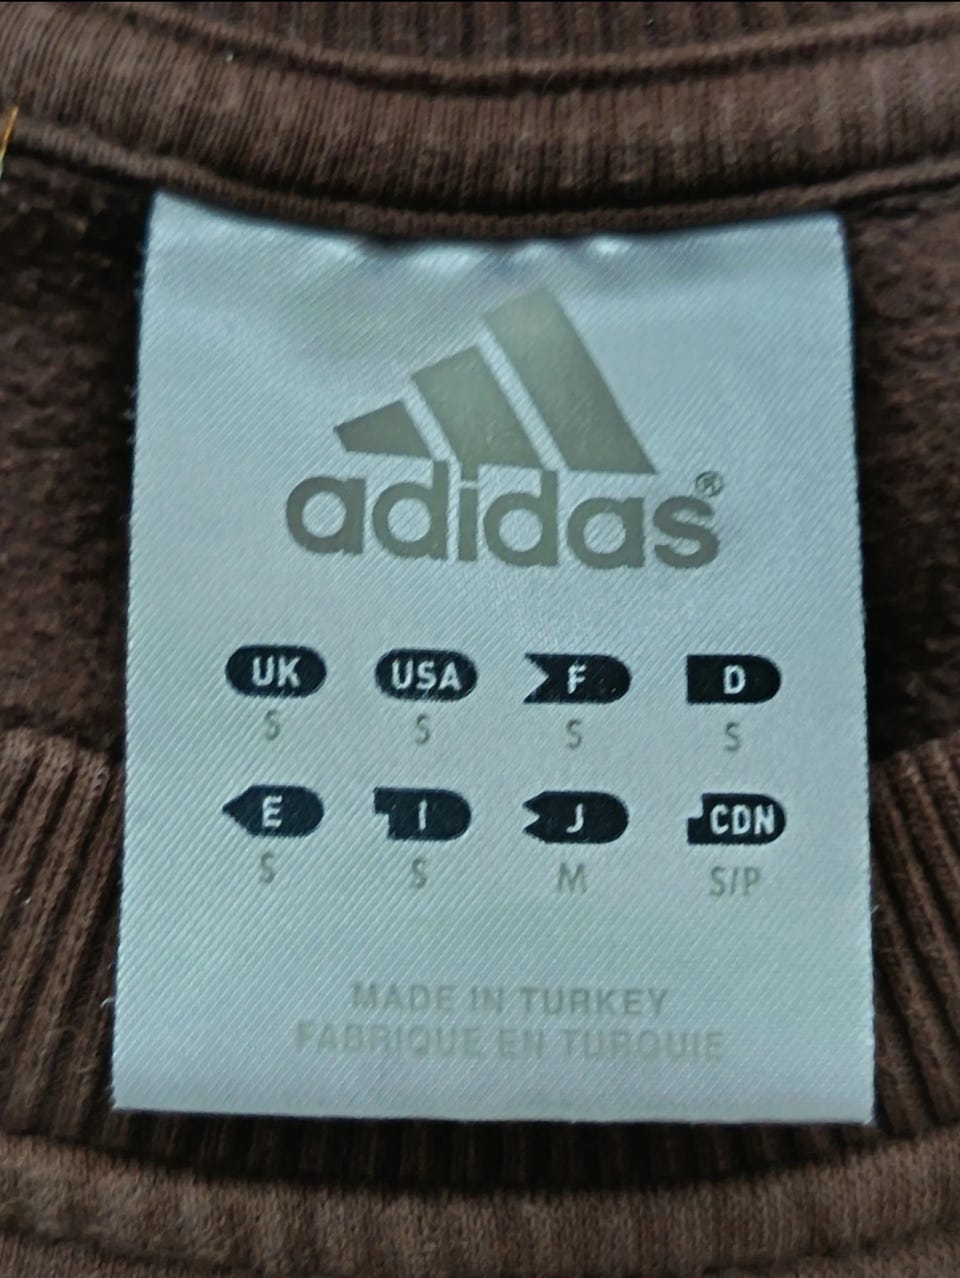 adidas®
UK USA F D
S S S S
E I J CDN
S S M S/P
MADE IN TURKEY
FABRIQUE EN TURQUIE